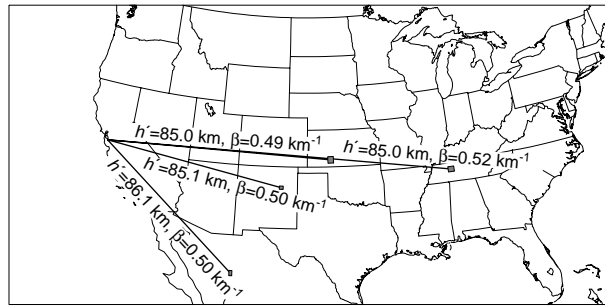 h´=85.0 km, β=0.49 km⁻¹
h´=85.0 km, β=0.52 km⁻¹
h´=85.1 km, β=0.50 km⁻¹
h´=86.1 km, β=0.50 km⁻¹